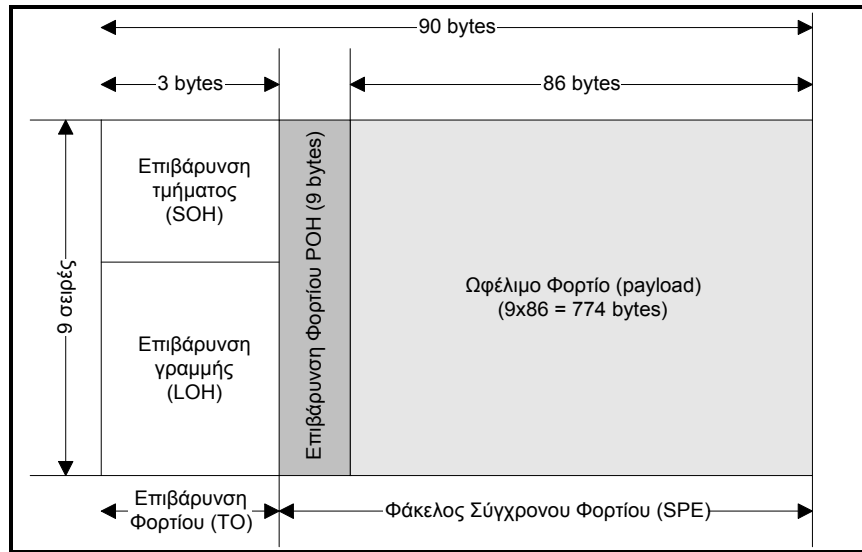 90 bytes
3 bytes
86 bytes
9 σειρές
Επιβάρυνση
τμήματος
(SOH)
Επιβάρυνση
γραμμής
(LOH)
Επιβάρυνση Φορτίου POH (9 bytes)
Ωφέλιμο Φορτίο (payload)
(9x86 = 774 bytes)
Επιβάρυνση
Φορτίου (TO)
Φάκελος Σύγχρονου Φορτίου (SPE)